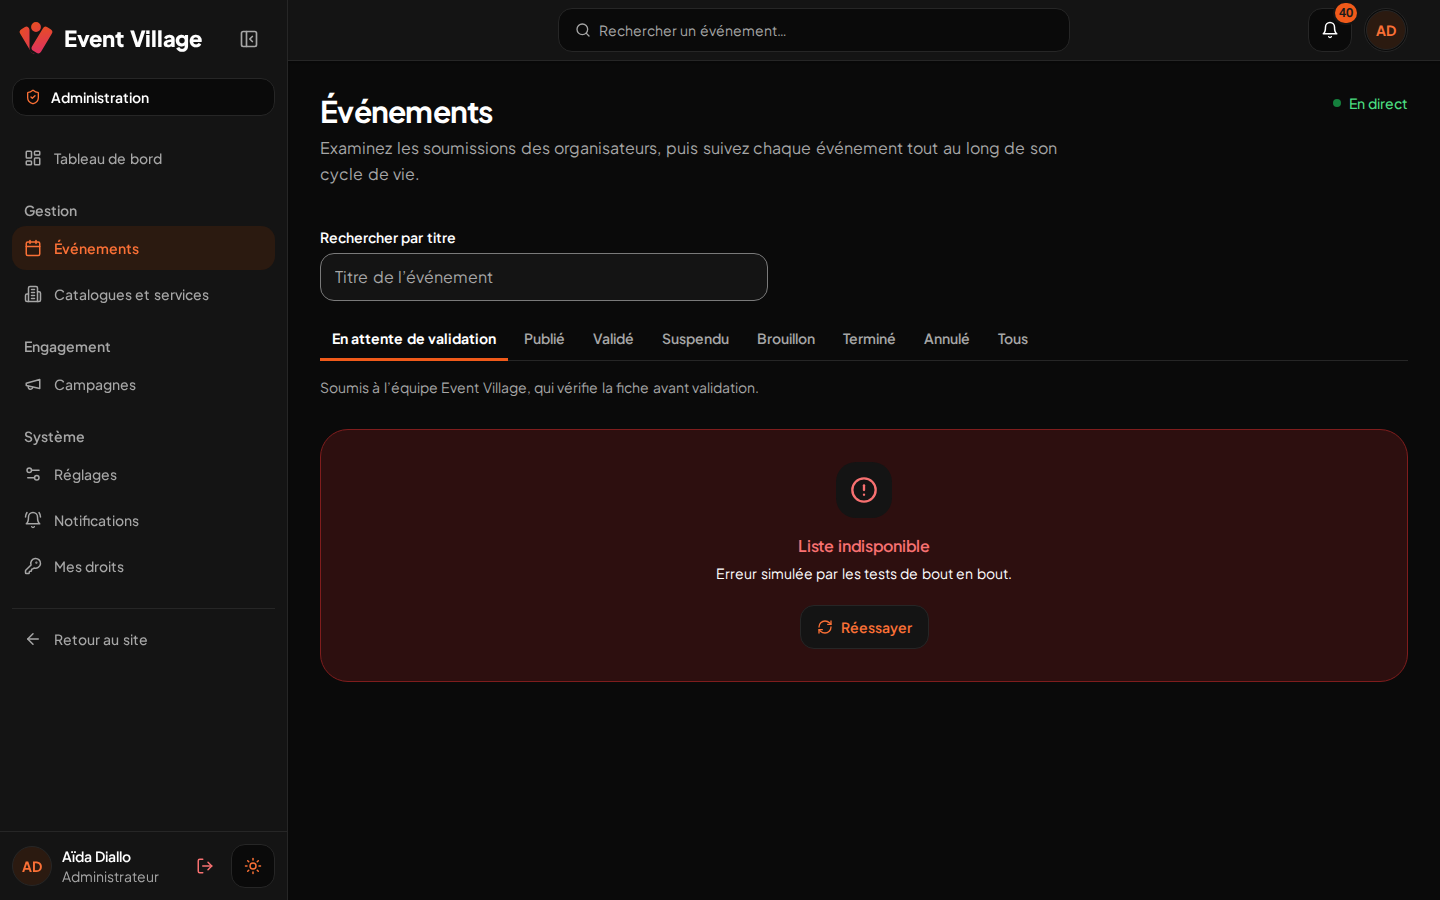 Event Village
Administration
Tableau de bord
Gestion
Événements
Catalogues et services
Engagement
Campagnes
Système
Réglages
Notifications
Mes droits
Retour au site
AD
Aïda Diallo
Administrateur
Rechercher un événement…
40
AD
Événements
En direct
Examinez les soumissions des organisateurs, puis suivez chaque événement tout au long de son
cycle de vie.
Rechercher par titre
Titre de l’événement
En attente de validation Publié Validé Suspendu Brouillon Terminé Annulé Tous
Soumis à l’équipe Event Village, qui vérifie la fiche avant validation.
Liste indisponible
Erreur simulée par les tests de bout en bout.
Réessayer